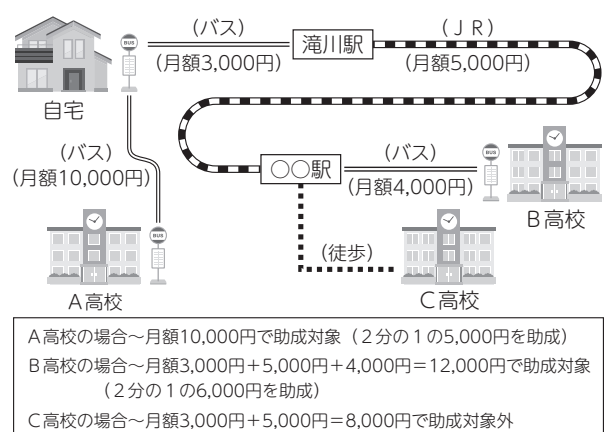 （バス）
（ＪＲ）
BUS
滝川駅
（月額3,000円）
（月額5,000円）
自宅
（バス）
（月額10,000円）
（バス）
BUS
○○駅
（月額4,000円）
B高校
BUS
（徒歩）
A高校
C高校
A高校の場合～月額10,000円で助成対象（２分の１の5,000円を助成）
B高校の場合～月額3,000円＋5,000円＋4,000円＝12,000円で助成対象
（２分の１の6,000円を助成）
C高校の場合～月額3,000円＋5,000円＝8,000円で助成対象外